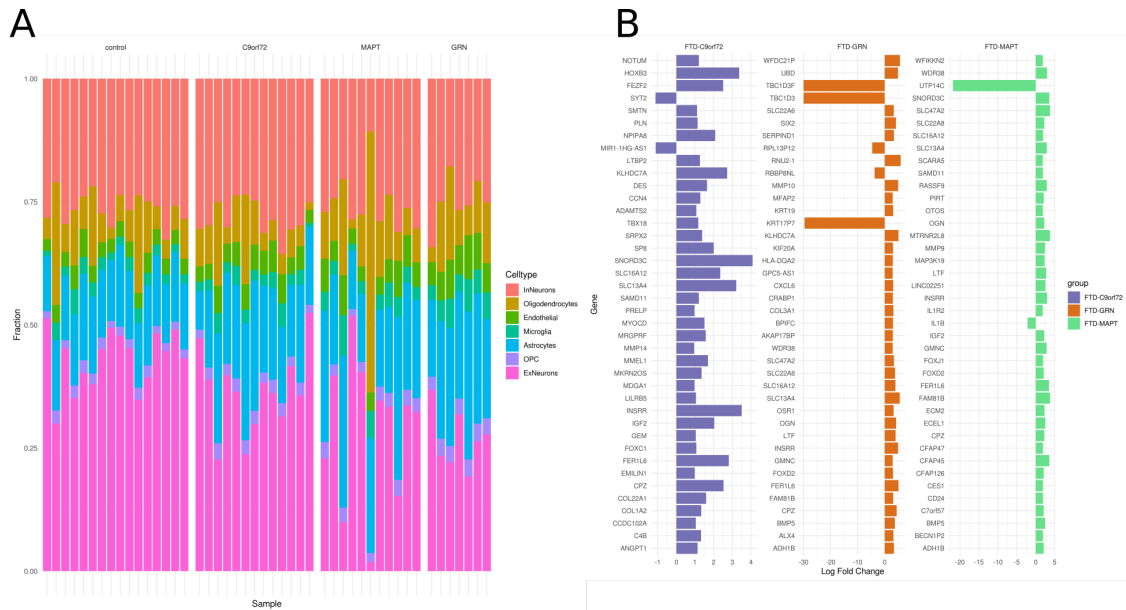 A
control
C9orf72
MAPT
GRN
1.00
0.75
0.50
0.25
0.00
Fraction
Sample
Celltype
InNeurons
Oligodendrocytes
Endothelial
Microglia
Astrocytes
OPC
ExNeurons
B
FTD-C9orf72
NOTUM
HOXB3
FEZF2
SYT2
SMTN
PLN
NPIPA8
MIR1-1HG-AS1
LTBP2
KLHDC7A
DES
CCN4
ADAMTS2
TBX18
SRPX2
SP8
SNORD3C
SLC16A12
SLC13A4
SAMD11
PRELP
MYOCD
MRGPRF
MMP14
MMEL1
MKRN2OS
MDGA1
LILRB5
INSRR
IGF2
GEM
FOXC1
FER1L6
EMILIN1
CPZ
COL22A1
COL1A2
CCDC102A
C4B
ANGPT1
-1 0 1 2 3 4
FTD-GRN
WFDC21P
UBD
TBC1D3F
TBC1D3
SLC22A6
SIX2
SERPIND1
RPL13P12
RNU2-1
RBBP8NL
MMP10
MFAP2
KRT19
KRT17P7
KLHDC7A
KIF20A
HLA-DQA2
GPC5-AS1
CXCL6
CRABP1
COL3A1
BPIFC
AKAP17BP
WDR38
SLC47A2
SLC22A8
SLC16A12
SLC13A4
OSR1
OGN
LTF
INSRR
GMNC
FOXD2
FER1L6
FAM81B
CPZ
BMP5
ALX4
ADH1B
-30 -20 -10 0
FTD-MAPT
WFIKKN2
WDR38
UTP14C
SNORD3C
SLC47A2
SLC22A8
SLC16A12
SLC13A4
SCARA5
SAMD11
RASSF9
PIRT
OTOS
OGN
MTRNR2L8
MMP9
MAP3K19
LTF
LINC02251
INSRR
IL1R2
IL1B
IGF2
GMNC
FOXJ1
FOXD2
FER1L6
FAM81B
ECM2
ECEL1
CPZ
CFAP47
CFAP45
CFAP126
CES1
CD24
C7orf57
BMP5
BECN1P2
ADH1B
-20 -15 -10 -5 0 5
Gene
Log Fold Change
group
FTD-C9orf72
FTD-GRN
FTD-MAPT